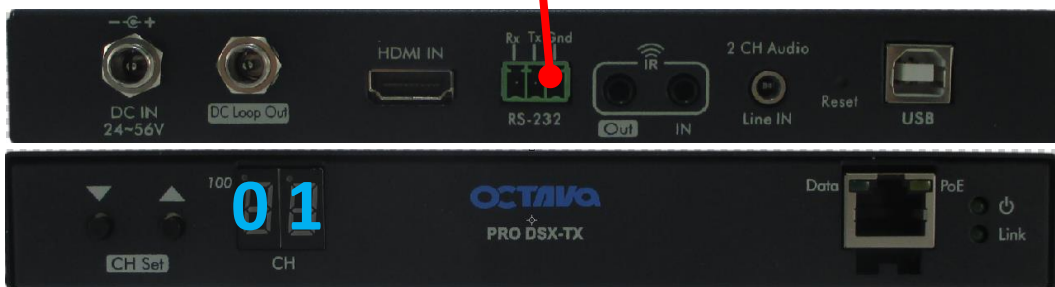 − +
DC IN
24~56V
DC Loop Out
HDMI IN
Rx Tx Gnd
RS-232
IR
Out IN
2 CH Audio
Line IN
Reset
USB
100
01
CH Set
CH
OCTAVA
PRO DSX-TX
Data
PoE
Link